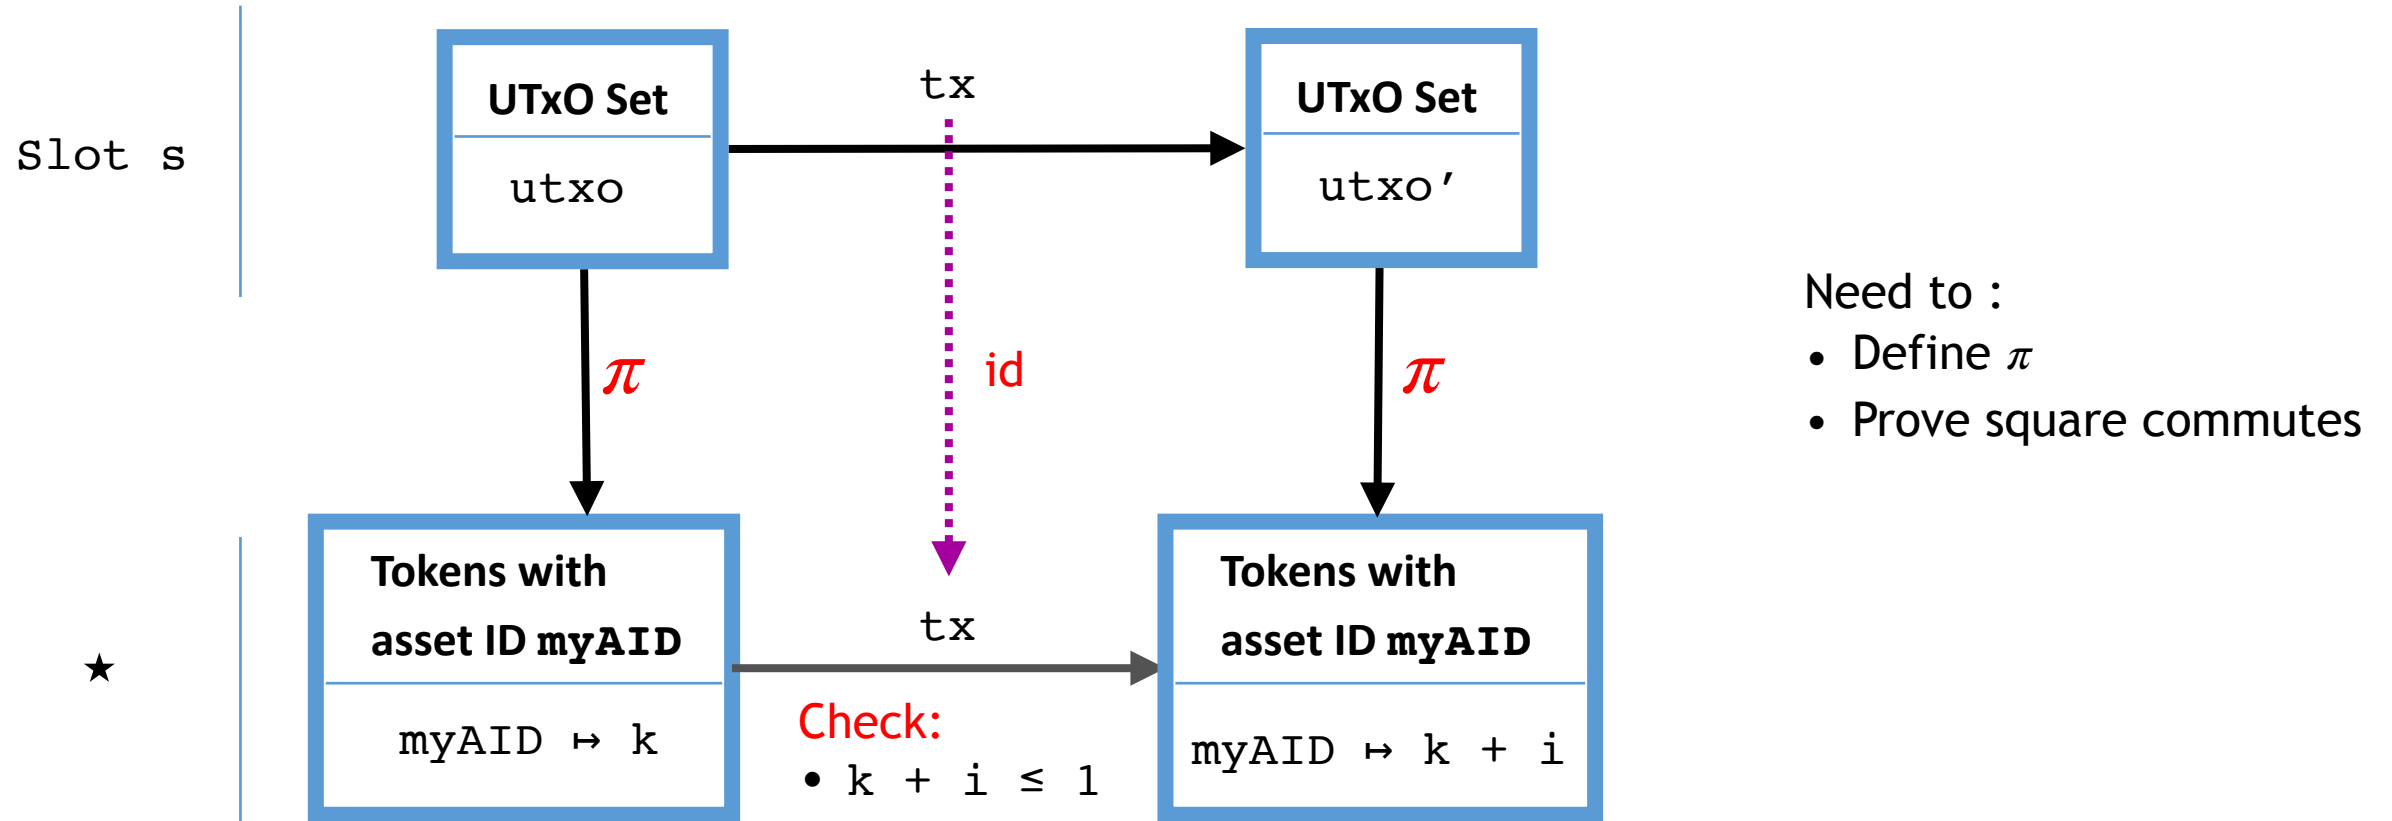 Slot s
UTxO Set
utxo
tx
UTxO Set
utxo’
π
id
π
Need to :
• Define π
• Prove square commutes
★
Tokens with
asset ID myAID
myAID ↦ k
tx
Check:
• k + i ≤ 1
Tokens with
asset ID myAID
myAID ↦ k + i